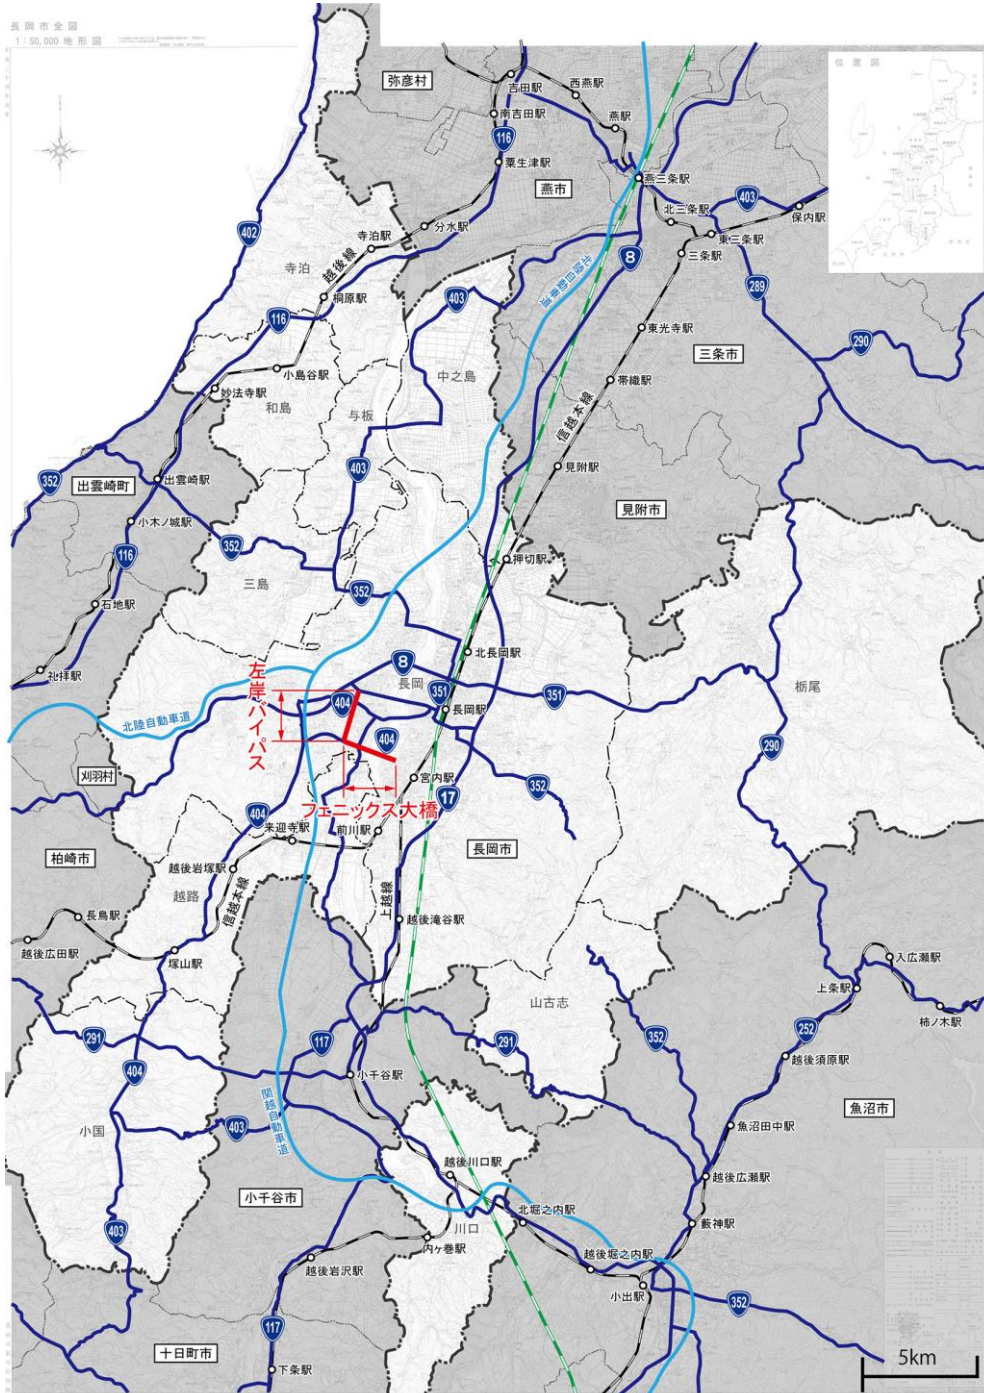 長岡市全図
1:50,000 地形図
位置図
弥彦村
吉田駅
西燕駅
南吉田駅
燕駅
116
粟生津駅
燕市
燕三条駅
403
保内駅
北三条駅
東三条駅
三条駅
402
分水駅
寺泊駅
寺泊
越後線
8
北陸自動車道
289
桐原駅
403
116
東光寺駅
290
三条市
小島谷駅
中之島
帯織駅
妙法寺駅
和島
与板
信越本線
403
見附駅
352
出雲崎町
出雲崎駅
見附市
小木ノ城駅
352
116
押切駅
三島
352
石地駅
北長岡駅
8
礼拝駅
左岸バイパス
長岡
351
351
栃尾
404
長岡駅
北陸自動車道
404
290
刈羽村
宮内駅
352
17
フェニックス大橋
404
来迎寺駅
前川駅
長岡市
柏崎市
越後岩塚駅
越路
信越本線
上越線
長鳥駅
越後滝谷駅
越後広田駅
塚山駅
入広瀬駅
上条駅
山古志
柿ノ木駅
252
291
117
291
352
越後須原駅
404
小千谷駅
関越自動車道
魚沼市
小国
403
魚沼田中駅
越後川口駅
越後広瀬駅
小千谷市
403
北堀之内駅
藪神駅
川口
内ヶ巻駅
越後堀之内駅
越後岩沢駅
小出駅
352
117
十日町市
下条駅
5km